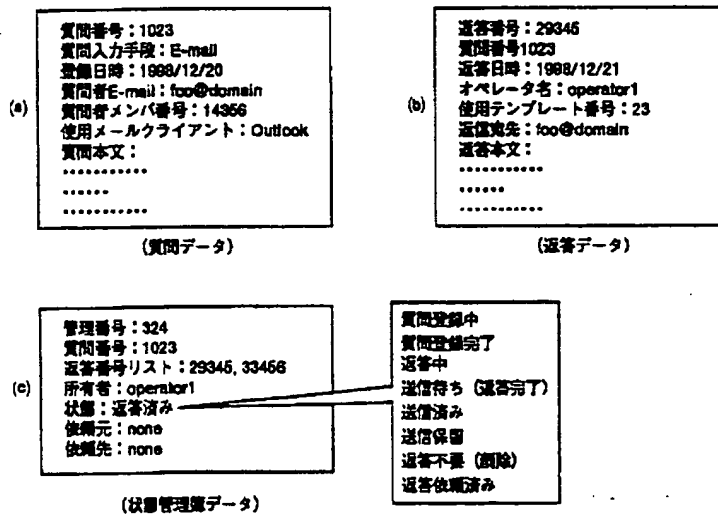 (a)
質問番号：1023
質問入力手段：E-mail
登録日時：1998/12/20
質問者E-mail：foo@domain
質問者メンバ番号：14356
使用メールクライアント：Outlook
質問本文：
…………
……
…………
(質問データ)
(b)
返答番号：29345
質問番号1023
返答日時：1998/12/21
オペレータ名：operator1
使用テンプレート番号：23
返信宛先：foo@domain
返答本文：
…………
……
…………
(返答データ)
(c)
管理番号：324
質問番号：1023
返答番号リスト：29345, 33456
所有者：operator1
状態：返答済み
依頼元：none
依頼先：none
(状態管理簿データ)
質問登録中
質問登録完了
返答中
送信待ち（返答完了）
送信済み
送信保留
返答不要（削除）
返答依頼済み